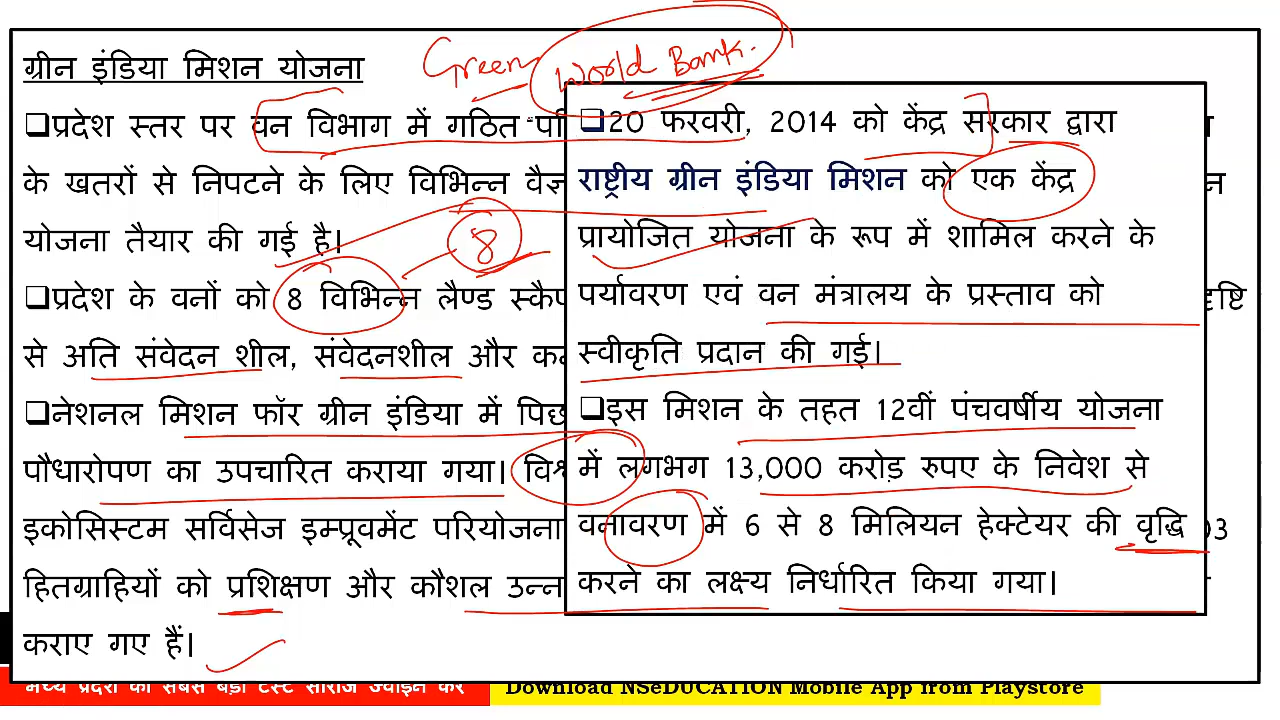 ग्रीन इंडिया मिशन योजना
Green
World Bank.
❑प्रदेश स्तर पर वन विभाग में गठित
के खतरों से निपटने के लिए विभिन्न
योजना तैयार की गई है।
8
❑प्रदेश के वनों को 8 विभिन्न लैण्ड
से अति संवेदन शील, संवेदनशील और
❑नेशनल मिशन फॉर ग्रीन इंडिया में
पौधारोपण का उपचारित कराया गया।
इकोसिस्टम सर्विसेज इम्प्रूवमेंट परियोजना
हितग्राहियों को प्रशिक्षण और कौशल
कराए गए हैं।
❑20 फरवरी, 2014 को केंद्र सरकार द्वारा
राष्ट्रीय ग्रीन इंडिया मिशन को एक केंद्र
प्रायोजित योजना के रूप में शामिल करने के
पर्यावरण एवं वन मंत्रालय के प्रस्ताव को
स्वीकृति प्रदान की गई।
❑इस मिशन के तहत 12वीं पंचवर्षीय योजना
में लगभग 13,000 करोड़ रुपए के निवेश से
वनावरण में 6 से 8 मिलियन हेक्टेयर की वृद्धि
करने का लक्ष्य निर्धारित किया गया।
Download NSeDUCATION Mobile App from Playstore